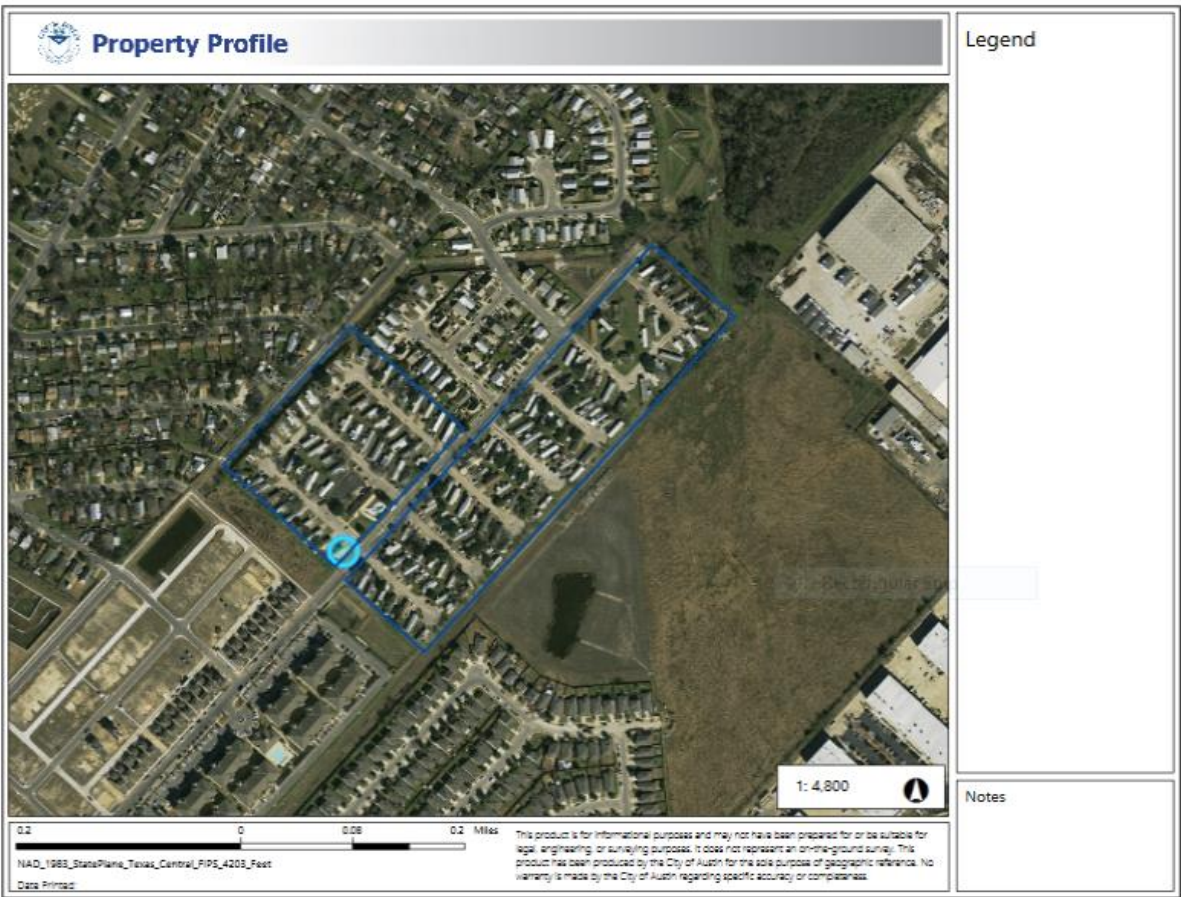 Property Profile
Legend
1: 4,800
Notes
0.2 0 0.08 0.2 Miles
NAD_1983_StatePlane_Texas_Central_FIPS_4203_Feet
Date Printed:
This product is for informational purposes and may not have been prepared for or be suitable for
legal, engineering, or surveying purposes. It does not represent an on-the-ground survey. This
product has been produced by the City of Austin for the sole purpose of geographic reference. No
warranty is made by the City of Austin regarding specific accuracy or completeness.